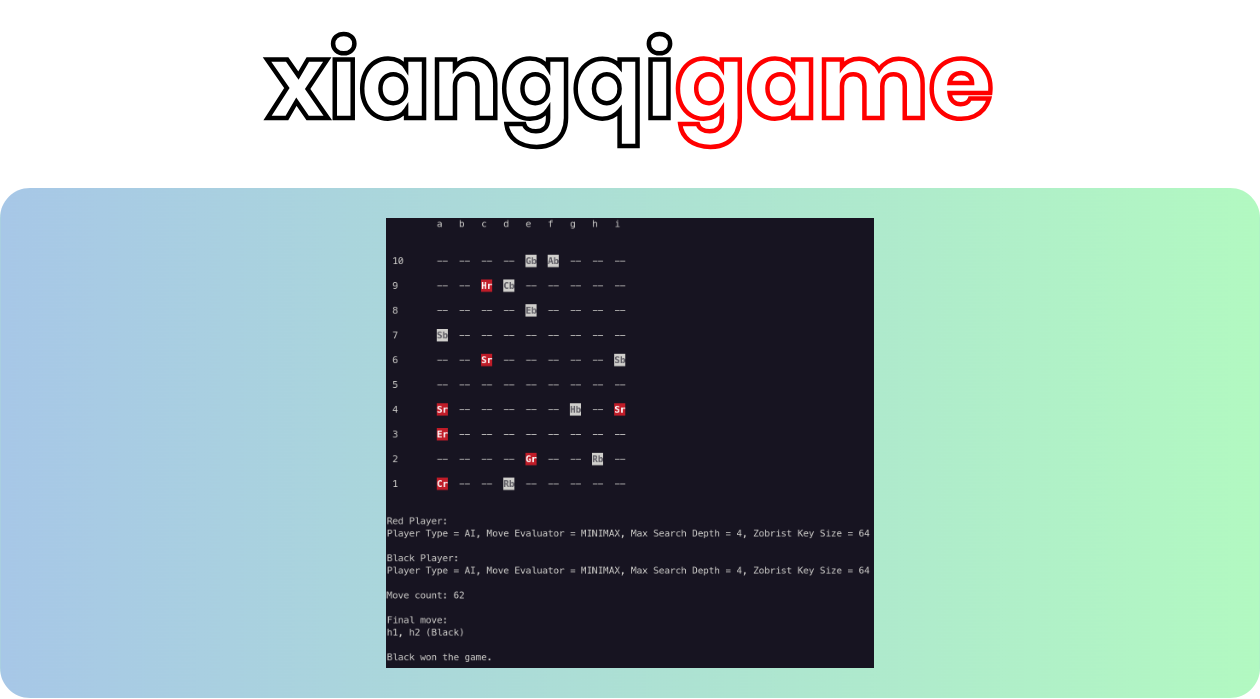 xiangqigame
a b c d e f g h i
10 —— —— —— —— Gb Ab —— —— ——
9 —— —— Hr Cb —— —— —— —— ——
8 —— —— —— —— Eb —— —— —— ——
7 Sb —— —— —— —— —— —— —— ——
6 —— —— Sr —— —— —— —— —— Sb
5 —— —— —— —— —— —— —— —— ——
4 Sr —— —— —— —— —— Hb —— Sr
3 Er —— —— —— —— —— —— —— ——
2 —— —— —— —— Gr —— —— Rb ——
1 Cr —— —— Rb —— —— —— —— ——
Red Player:
Player Type = AI, Move Evaluator = MINIMAX, Max Search Depth = 4, Zobrist Key Size = 64
Black Player:
Player Type = AI, Move Evaluator = MINIMAX, Max Search Depth = 4, Zobrist Key Size = 64
Move count: 62
Final move:
h1, h2 (Black)
Black won the game.